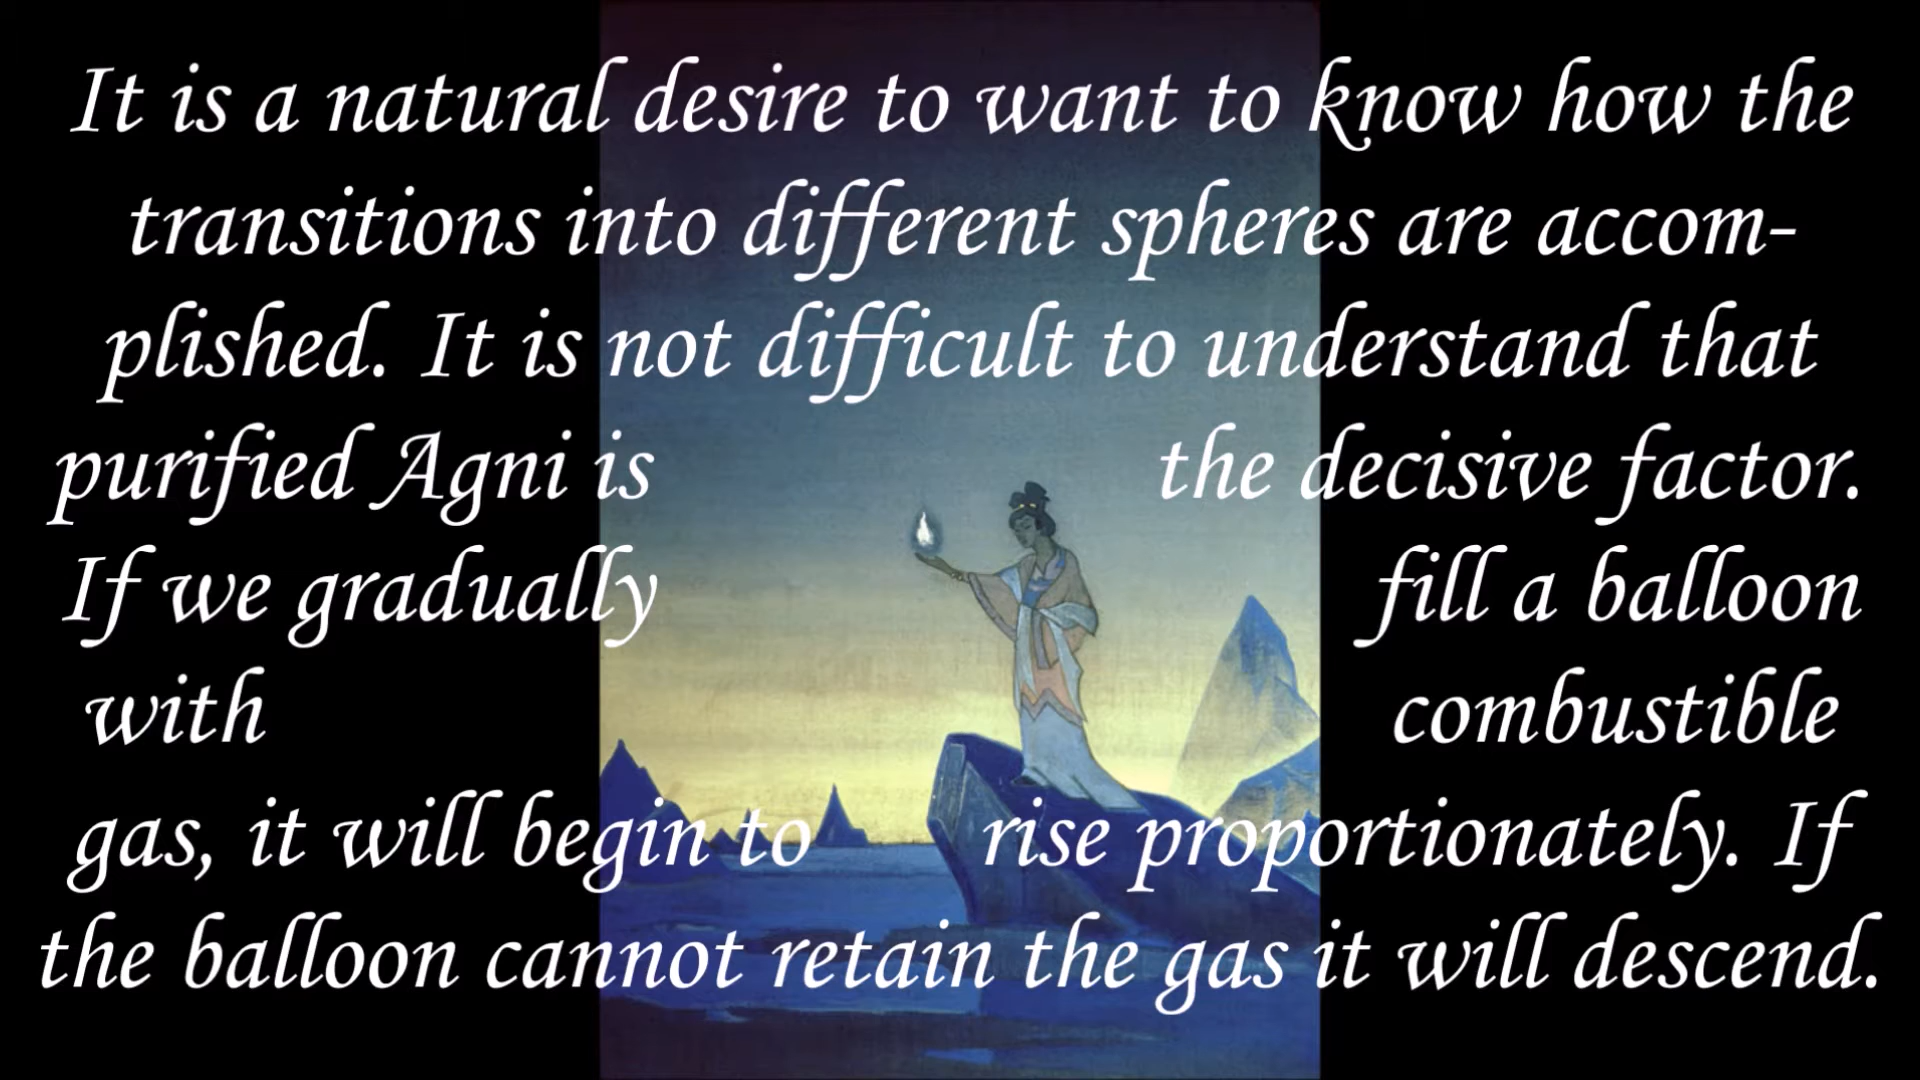 It is a natural desire to want to know how the
transitions into different spheres are accom-
plished. It is not difficult to understand that
purified Agni is the decisive factor.
If we gradually fill a balloon
with combustible
gas, it will begin to rise proportionately. If
the balloon cannot retain the gas it will descend.